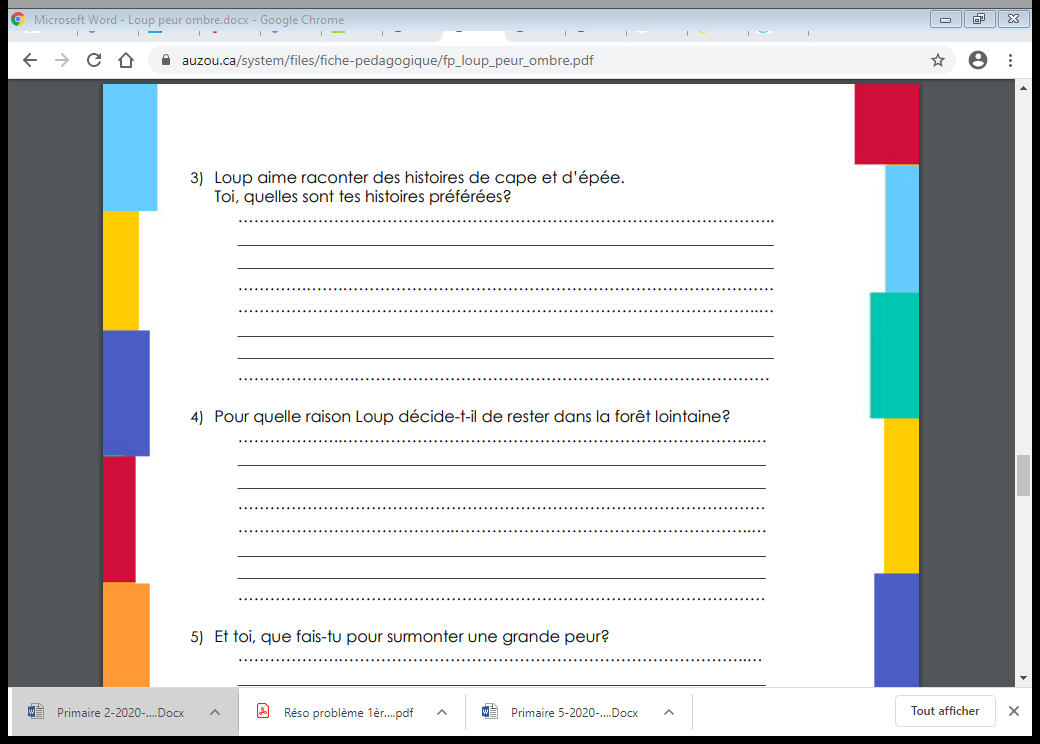 Microsoft Word - Loup peur ombre.docx - Google Chrome
auzou.ca/system/files/fiche-pedagogique/fp_loup_peur_ombre.pdf
3) Loup aime raconter des histoires de cape et d'épée.
Toi, quelles sont tes histoires préférées?
4) Pour quelle raison Loup décide-t-il de rester dans la forêt lointaine?
5) Et toi, que fais-tu pour surmonter une grande peur?
Primaire 2-2020-....Docx
Réso problème 1èr....pdf
Primaire 5-2020-....Docx
Tout afficher